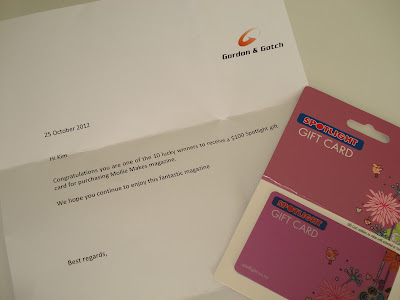 Gordon & Gotch
25 October 2012
Hi Kim
Congratulations you are one of the 10 lucky winners to receive a $100 Spotlight gift
card for purchasing Mollie Makes magazine.
We hope you continue to enjoy this fantastic magazine
Best regards,
SPOTLIGHT
GIFT CARD
SPOTLIGHT
GIFT CARD